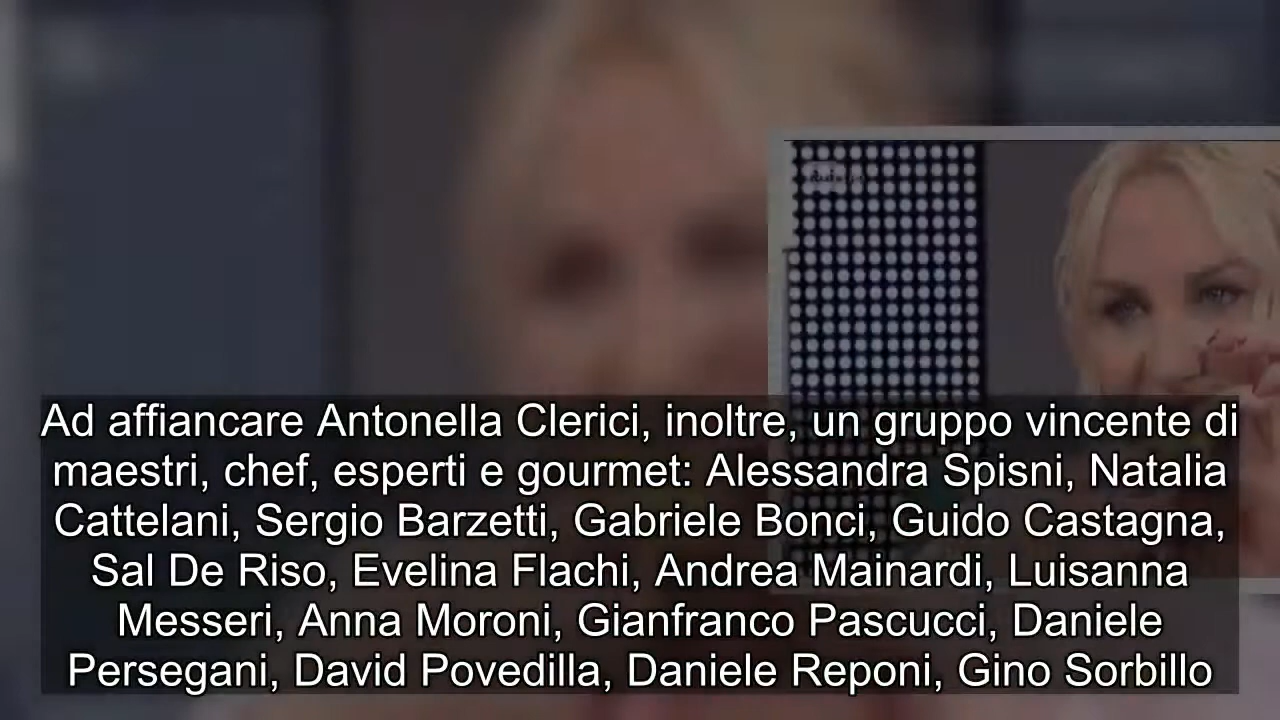 Ad affiancare Antonella Clerici, inoltre, un gruppo vincente di
maestri, chef, esperti e gourmet: Alessandra Spisni, Natalia
Cattelani, Sergio Barzetti, Gabriele Bonci, Guido Castagna,
Sal De Riso, Evelina Flachi, Andrea Mainardi, Luisanna
Messeri, Anna Moroni, Gianfranco Pascucci, Daniele
Persegani, David Povedilla, Daniele Reponi, Gino Sorbillo